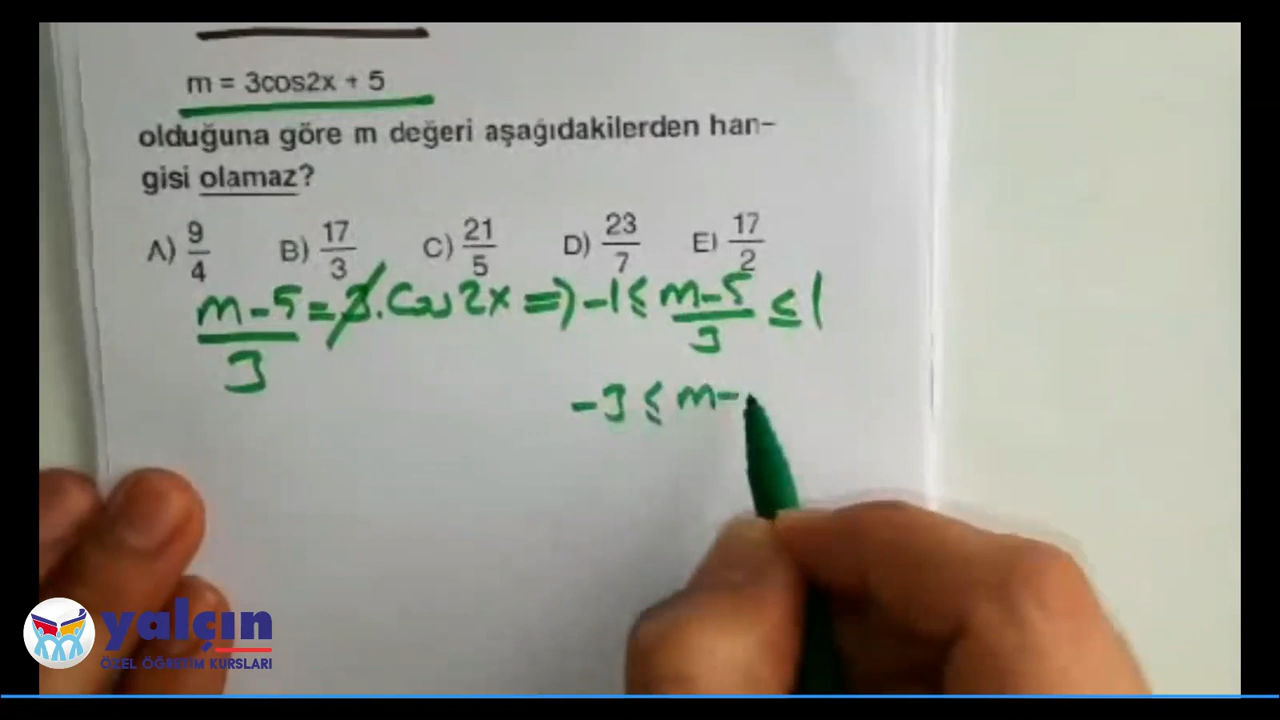 m = 3cos2x + 5
olduğuna göre m değeri aşağıdakilerden han-
gisi olamaz?
A) 9/4 B) 17/3 C) 21/5 D) 23/7 E) 17/2
m-5/3 = 3.Cos2x => -1 ≤ m-5/3 ≤ 1
-3 ≤ m-
yalçın
ÖZEL ÖĞRETİM KURSLARI